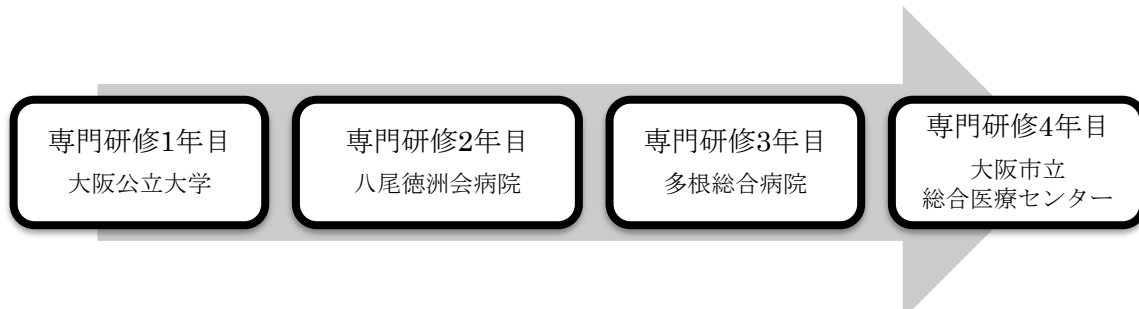 専門研修1年目
大阪公立大学
専門研修2年目
八尾徳洲会病院
専門研修3年目
多根総合病院
専門研修4年目
大阪市立
総合医療センター